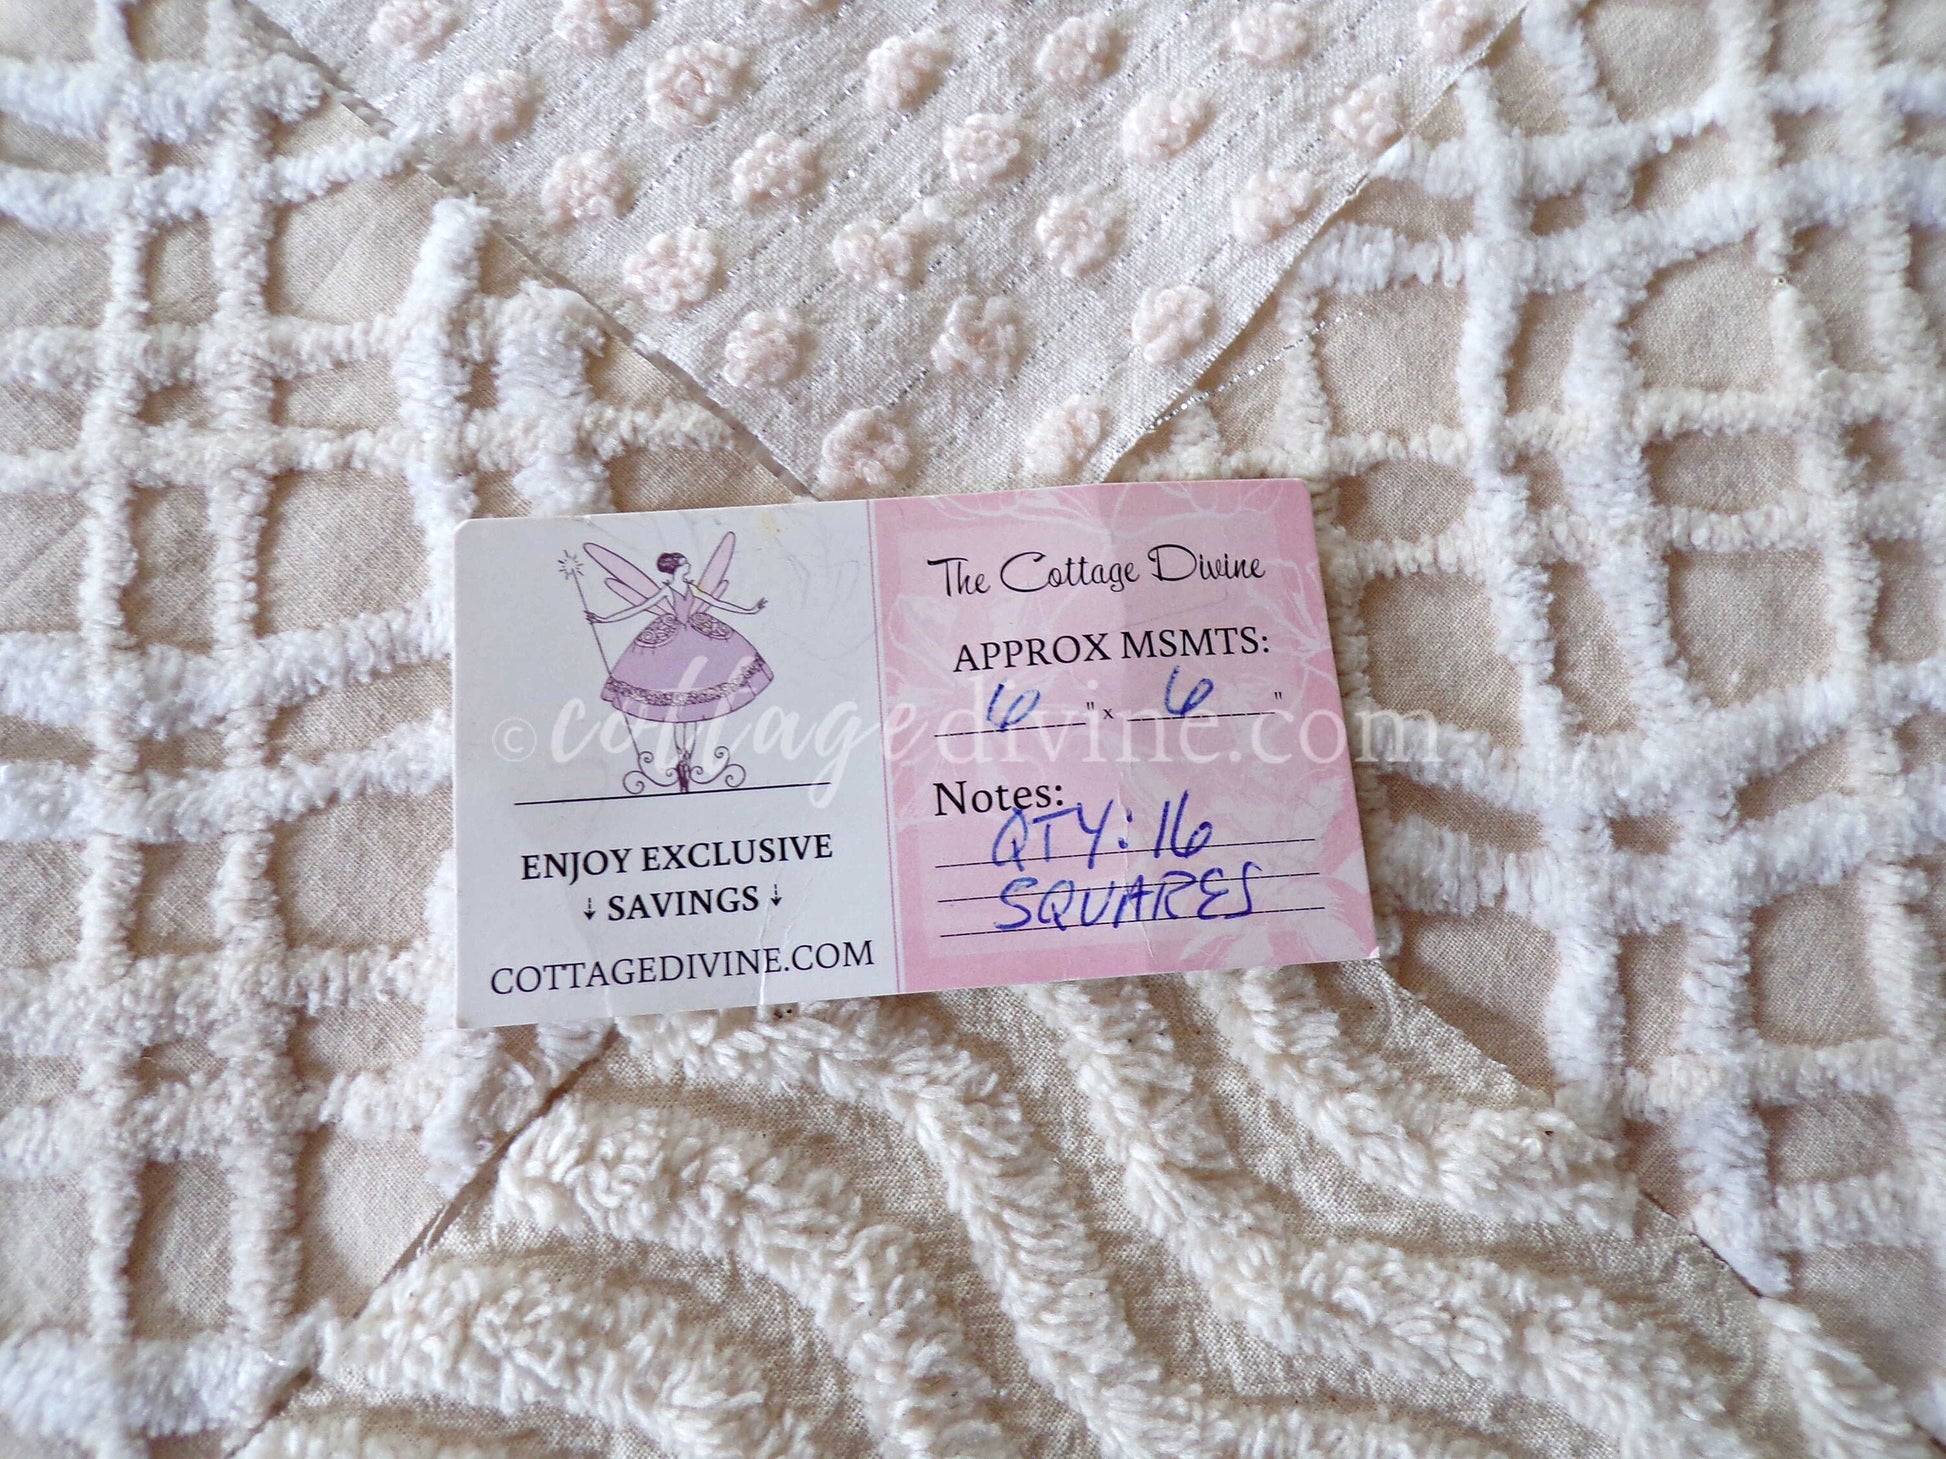 The Cottage Divine
APPROX MSMTS:
6 " x 6 "
Notes:
QTY: 16
SQUARES
ENJOY EXCLUSIVE
↓ SAVINGS ↓
COTTAGEDIVINE.COM
© cottagedivine.com